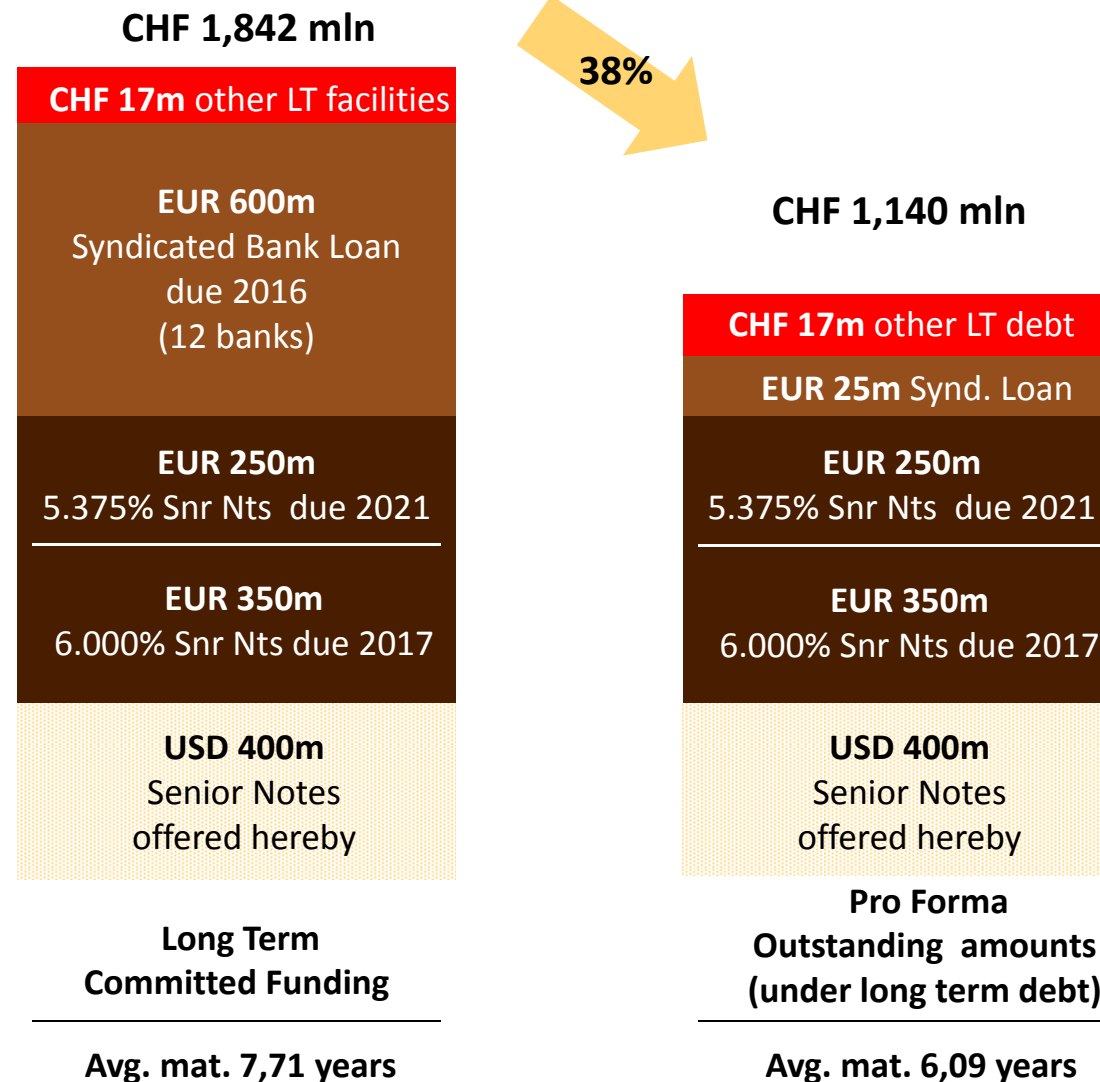 CHF 1,842 mln
CHF 17m other LT facilities
EUR 600m
Syndicated Bank Loan
due 2016
(12 banks)
EUR 250m
5.375% Snr Nts due 2021
EUR 350m
6.000% Snr Nts due 2017
USD 400m
Senior Notes
offered hereby
Long Term
Committed Funding
Avg. mat. 7,71 years
38%
CHF 1,140 mln
CHF 17m other LT debt
EUR 25m Synd. Loan
EUR 250m
5.375% Snr Nts due 2021
EUR 350m
6.000% Snr Nts due 2017
USD 400m
Senior Notes
offered hereby
Pro Forma
Outstanding amounts
(under long term debt)
Avg. mat. 6,09 years